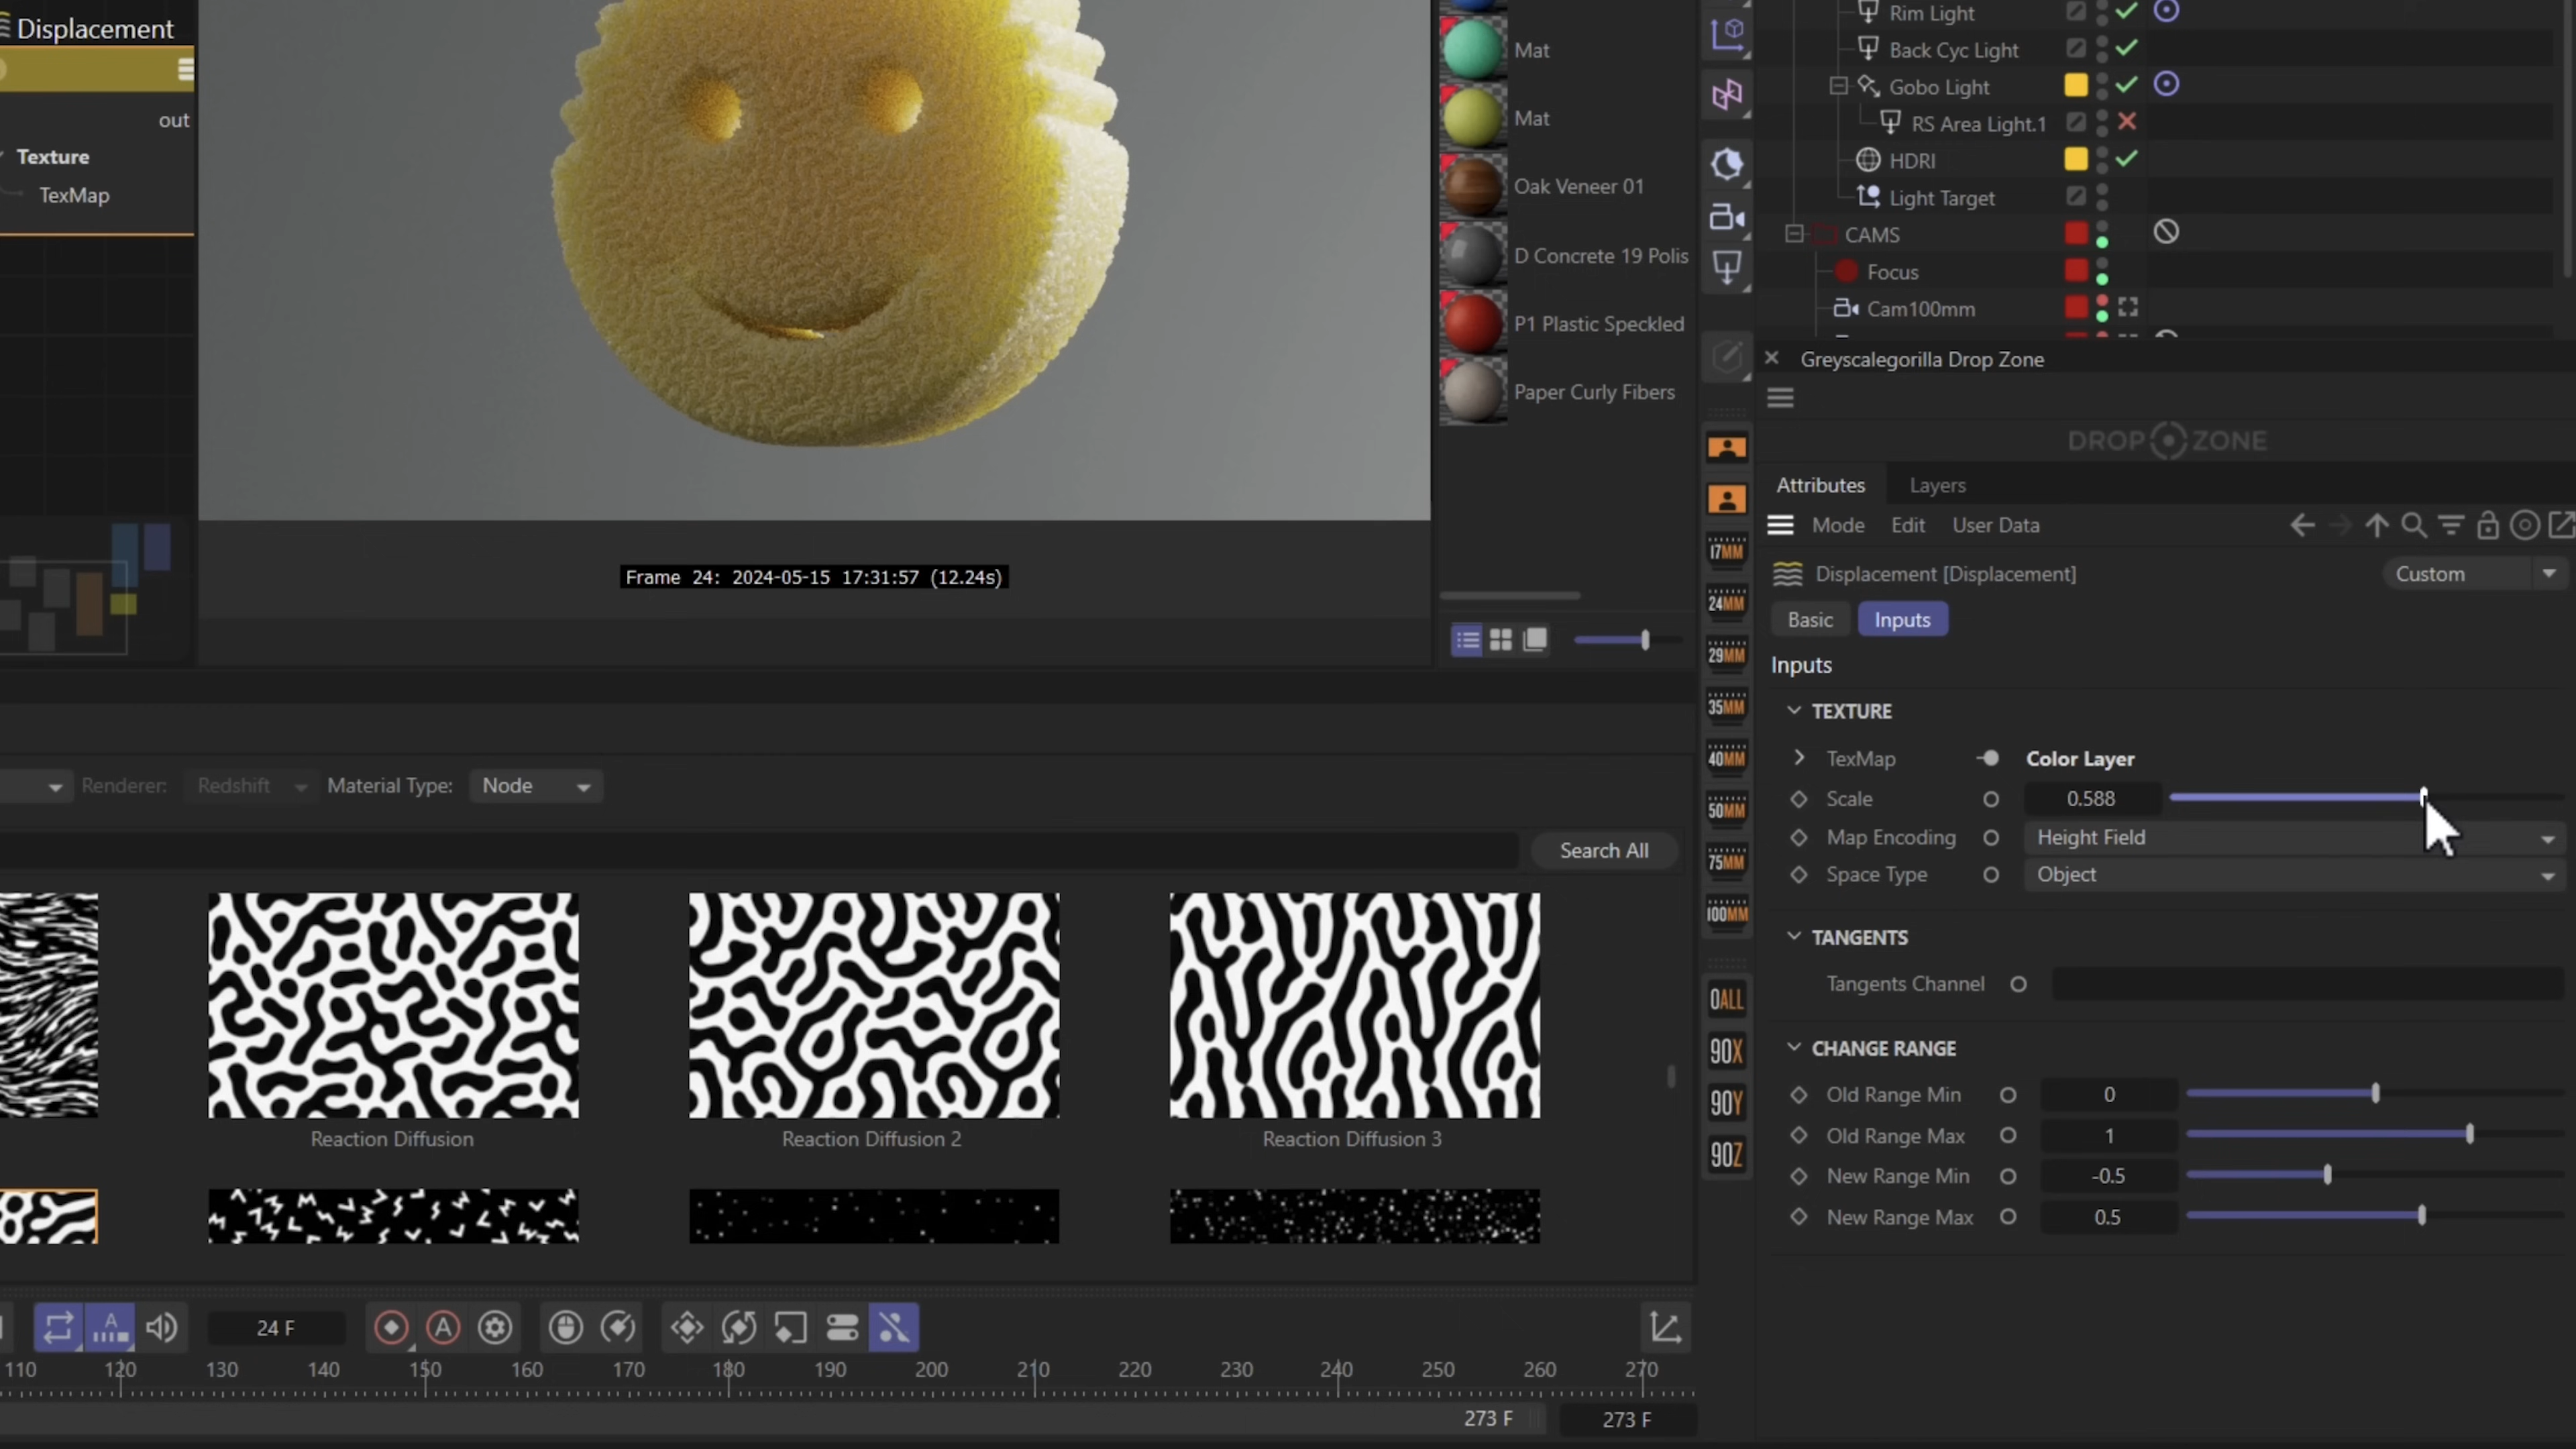 Displacement
out
Texture
TexMap
Frame 24: 2024-05-15 17:31:57 (12.24s)
Mat
Mat
Oak Veneer 01
D Concrete 19 Polis
P1 Plastic Speckled
Paper Curly Fibers
Rim Light
Back Cyc Light
Gobo Light
RS Area Light.1
HDRI
Light Target
CAMS
Focus
Cam100mm
Greyscalegorilla Drop Zone
DROP ZONE
Attributes Layers
Mode Edit User Data
Displacement [Displacement] Custom
Basic Inputs
Inputs
TEXTURE
TexMap Color Layer
Scale 0.588
Map Encoding Height Field
Space Type Object
TANGENTS
Tangents Channel
CHANGE RANGE
Old Range Min 0
Old Range Max 1
New Range Min -0.5
New Range Max 0.5
17MM
24MM
29MM
35MM
40MM
50MM
75MM
100MM
0ALL
90X
90Y
90Z
Renderer: Redshift Material Type: Node
Search All
Reaction Diffusion Reaction Diffusion 2 Reaction Diffusion 3
A 24 F A
110 120 130 140 150 160 170 180 190 200 210 220 230 240 250 260 270
273 F 273 F